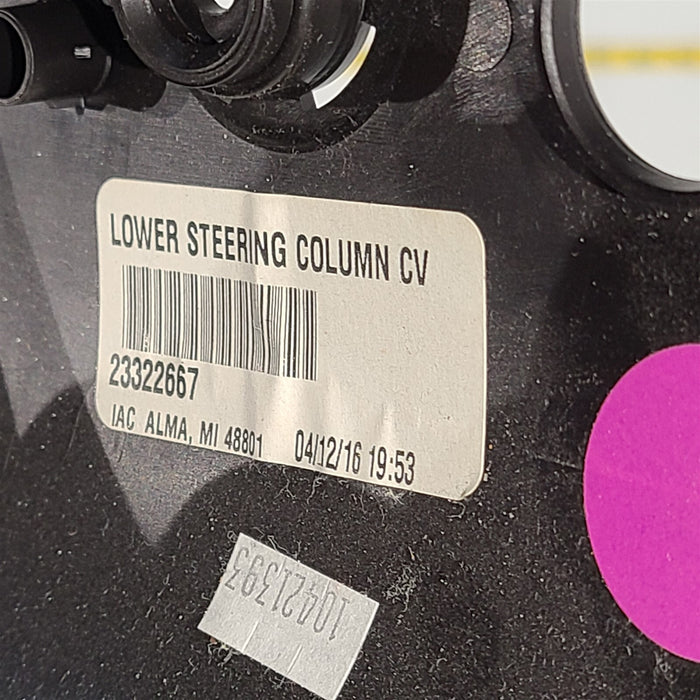 LOWER STEERING COLUMN CV
23322667
IAC ALMA, MI 48801 04/12/16 19:53
10421393